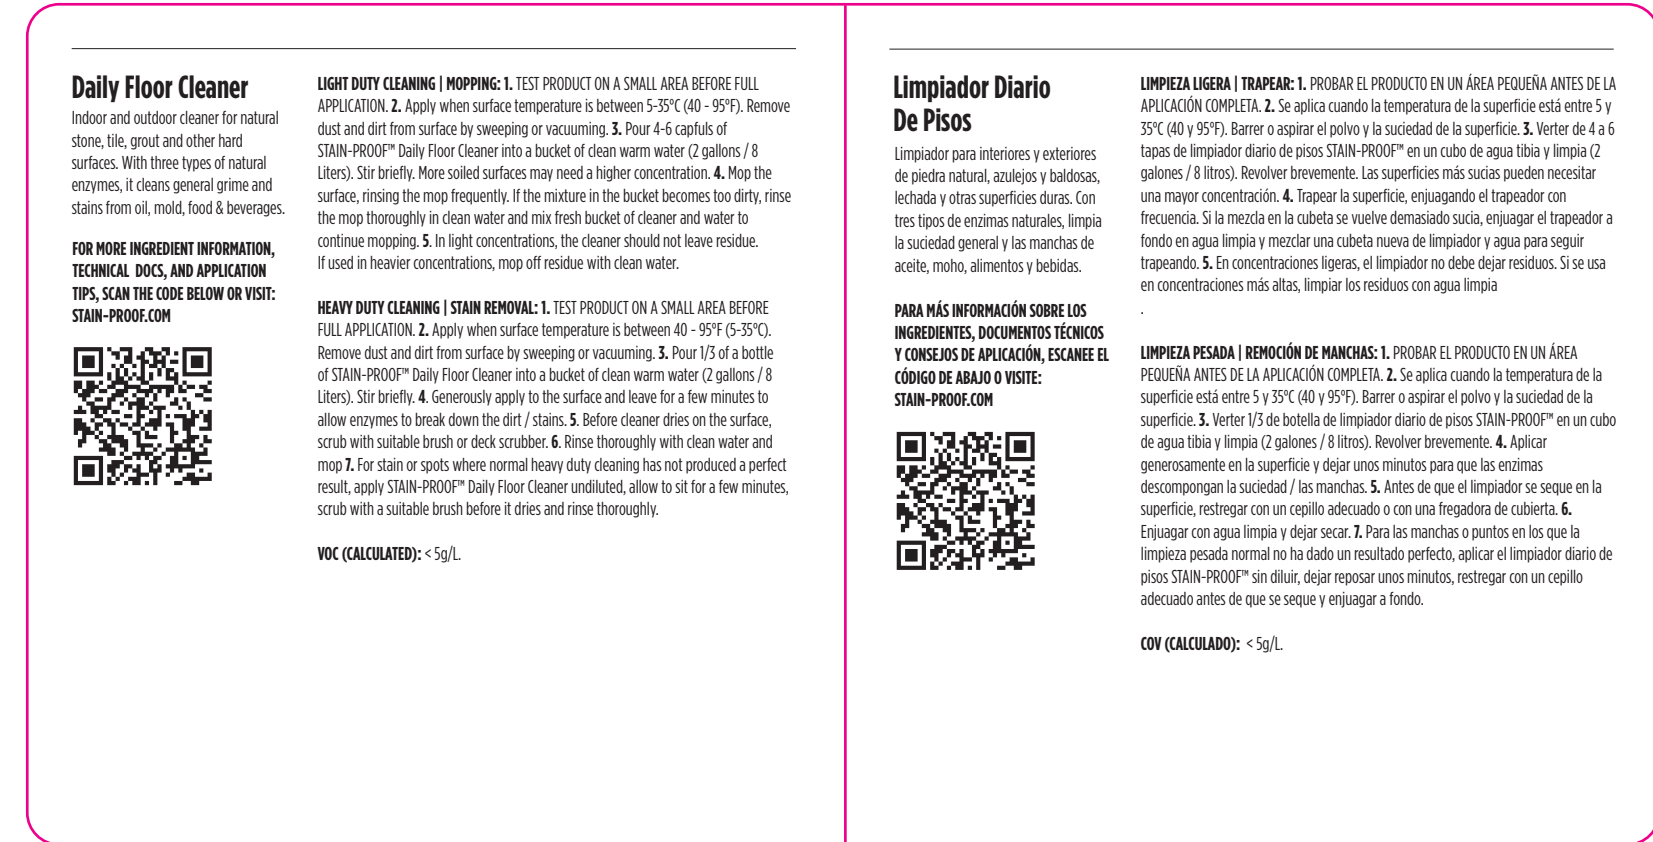 Daily Floor Cleaner
Indoor and outdoor cleaner for natural
stone, tile, grout and other hard
surfaces. With three types of natural
enzymes, it cleans general grime and
stains from oil, mold, food & beverages.
FOR MORE INGREDIENT INFORMATION,
TECHNICAL DOCS, AND APPLICATION
TIPS, SCAN THE CODE BELOW OR VISIT:
STAIN-PROOF.COM
LIGHT DUTY CLEANING | MOPPING: 1. TEST PRODUCT ON A SMALL AREA BEFORE FULL
APPLICATION. 2. Apply when surface temperature is between 5-35°C (40 - 95°F). Remove
dust and dirt from surface by sweeping or vacuuming. 3. Pour 4-6 capfuls of
STAIN-PROOF™ Daily Floor Cleaner into a bucket of clean warm water (2 gallons / 8
Liters). Stir briefly. More soiled surfaces may need a higher concentration. 4. Mop the
surface, rinsing the mop frequently. If the mixture in the bucket becomes too dirty, rinse
the mop thoroughly in clean water and mix fresh bucket of cleaner and water to
continue mopping. 5. In light concentrations, the cleaner should not leave residue.
If used in heavier concentrations, mop off residue with clean water.
HEAVY DUTY CLEANING | STAIN REMOVAL: 1. TEST PRODUCT ON A SMALL AREA BEFORE
FULL APPLICATION. 2. Apply when surface temperature is between 40 - 95°F (5-35°C).
Remove dust and dirt from surface by sweeping or vacuuming. 3. Pour 1/3 of a bottle
of STAIN-PROOF™ Daily Floor Cleaner into a bucket of clean warm water (2 gallons / 8
Liters). Stir briefly. 4. Generously apply to the surface and leave for a few minutes to
allow enzymes to break down the dirt / stains. 5. Before cleaner dries on the surface,
scrub with suitable brush or deck scrubber. 6. Rinse thoroughly with clean water and
mop 7. For stain or spots where normal heavy duty cleaning has not produced a perfect
result, apply STAIN-PROOF™ Daily Floor Cleaner undiluted, allow to sit for a few minutes,
scrub with a suitable brush before it dries and rinse thoroughly.
VOC (CALCULATED): < 5g/L.
Limpiador Diario
De Pisos
Limpiador para interiores y exteriores
de piedra natural, azulejos y baldosas,
lechada y otras superficies duras. Con
tres tipos de enzimas naturales, limpia
la suciedad general y las manchas de
aceite, moho, alimentos y bebidas.
PARA MÁS INFORMACIÓN SOBRE LOS
INGREDIENTES, DOCUMENTOS TÉCNICOS
Y CONSEJOS DE APLICACIÓN, ESCANEE EL
CÓDIGO DE ABAJO O VISITE:
STAIN-PROOF.COM
LIMPIEZA LIGERA | TRAPEAR: 1. PROBAR EL PRODUCTO EN UN ÁREA PEQUEÑA ANTES DE LA
APLICACIÓN COMPLETA. 2. Se aplica cuando la temperatura de la superficie está entre 5 y
35°C (40 y 95°F). Barrer o aspirar el polvo y la suciedad de la superficie. 3. Verter de 4 a 6
tapas de limpiador diario de pisos STAIN-PROOF™ en un cubo de agua tibia y limpia (2
galones / 8 litros). Revolver brevemente. Las superficies más sucias pueden necesitar
una mayor concentración. 4. Trapear la superficie, enjuagando el trapeador con
frecuencia. Si la mezcla en la cubeta se vuelve demasiado sucia, enjuagar el trapeador a
fondo en agua limpia y mezclar una cubeta nueva de limpiador y agua para seguir
trapeando. 5. En concentraciones ligeras, el limpiador no debe dejar residuos. Si se usa
en concentraciones más altas, limpiar los residuos con agua limpia
.
LIMPIEZA PESADA | REMOCIÓN DE MANCHAS: 1. PROBAR EL PRODUCTO EN UN ÁREA
PEQUEÑA ANTES DE LA APLICACIÓN COMPLETA. 2. Se aplica cuando la temperatura de la
superficie está entre 5 y 35°C (40 y 95°F). Barrer o aspirar el polvo y la suciedad de la
superficie. 3. Verter 1/3 de botella de limpiador diario de pisos STAIN-PROOF™ en un cubo
de agua tibia y limpia (2 galones / 8 litros). Revolver brevemente. 4. Aplicar
generosamente en la superficie y dejar unos minutos para que las enzimas
descompongan la suciedad / las manchas. 5. Antes de que el limpiador se seque en la
superficie, restregar con un cepillo adecuado o con una fregadora de cubierta. 6.
Enjuagar con agua limpia y dejar secar. 7. Para las manchas o puntos en los que la
limpieza pesada normal no ha dado un resultado perfecto, aplicar el limpiador diario de
pisos STAIN-PROOF™ sin diluir, dejar reposar unos minutos, restregar con un cepillo
adecuado antes de que se seque y enjuagar a fondo.
COV (CALCULADO): < 5g/L.